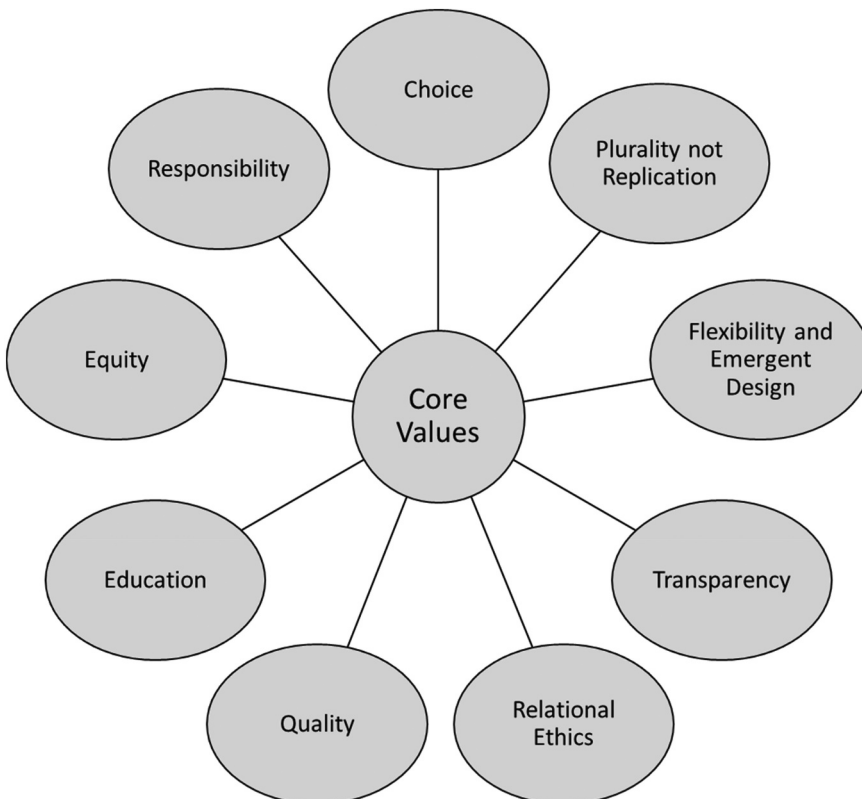 Choice
Plurality not
Replication
Flexibility and
Emergent
Design
Transparency
Relational
Ethics
Quality
Education
Equity
Responsibility
Core
Values